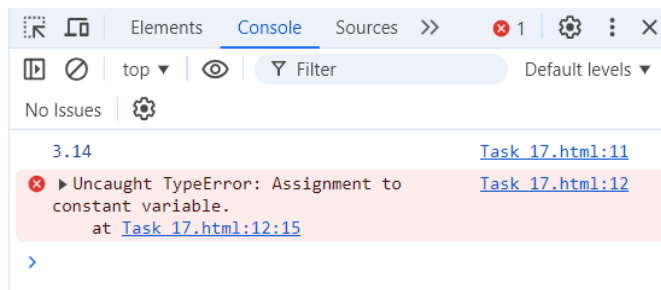 Elements Console Sources 1
top Filter Default levels
No Issues
3.14 Task 17.html:11
Uncaught TypeError: Assignment to Task 17.html:12
constant variable.
at Task 17.html:12:15